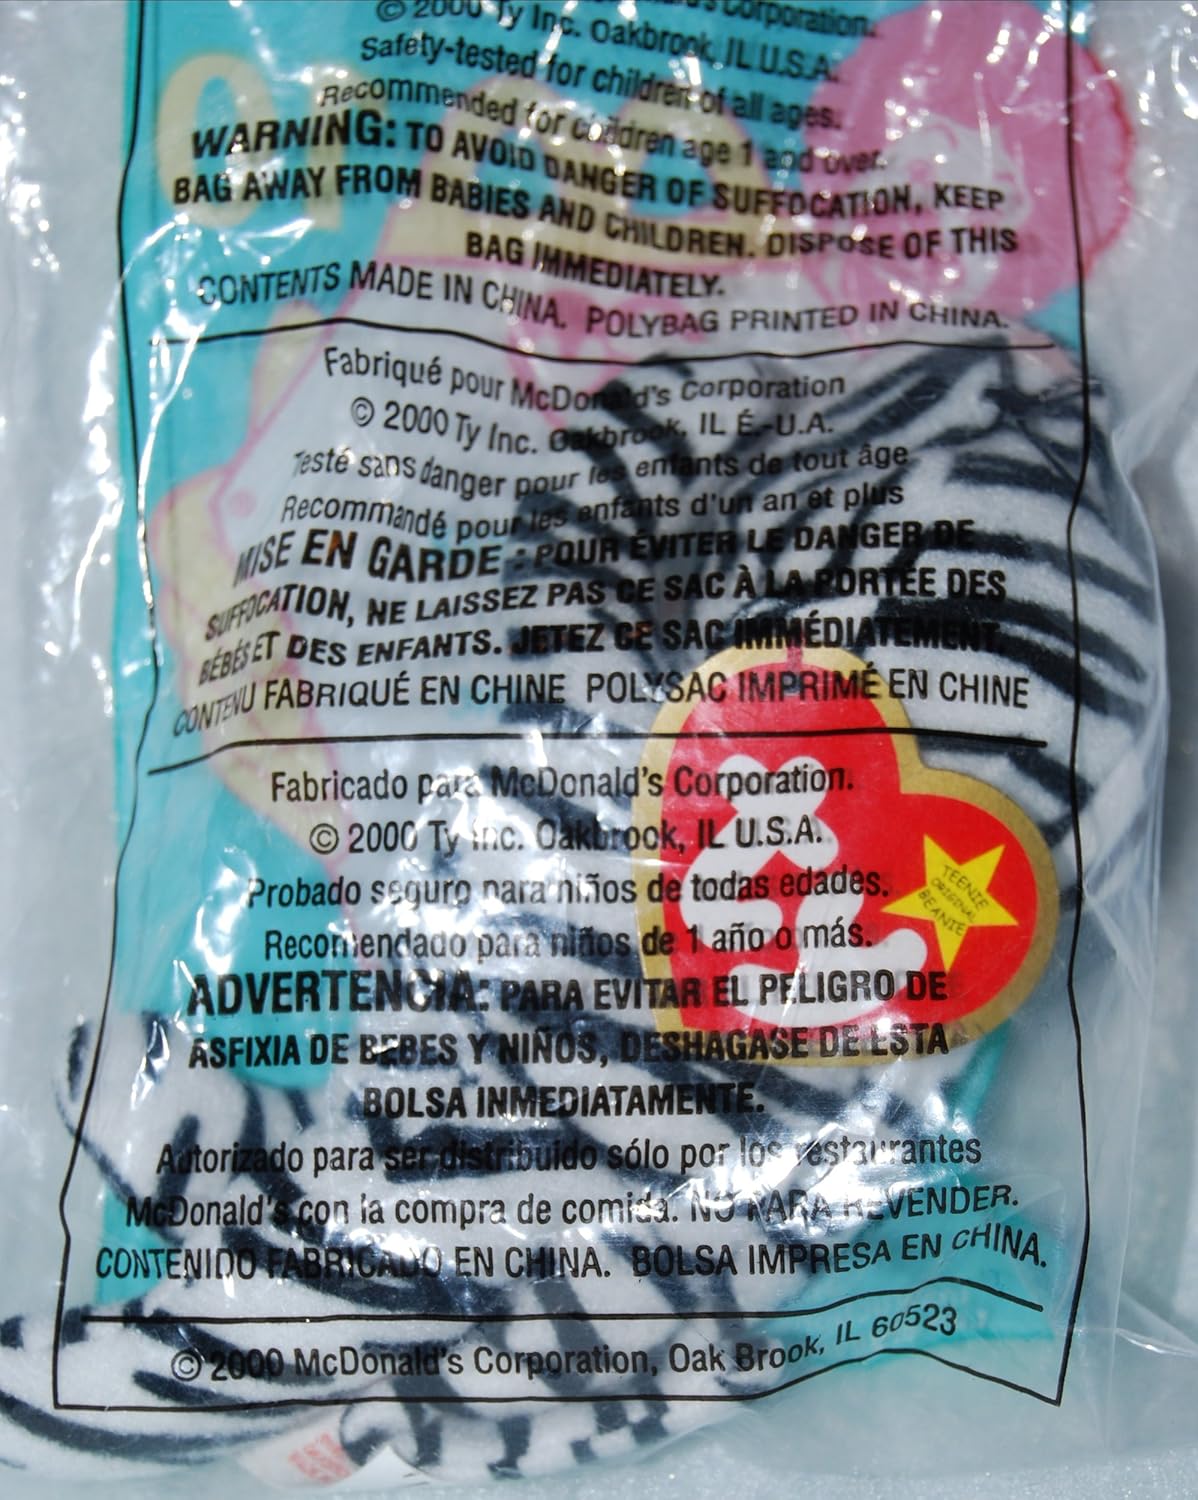 Corporation.
© 2000 Ty Inc. Oakbrook, IL U.S.A.
Safety-tested for children of all ages.
Recommended for children age 1 and over.
WARNING: TO AVOID DANGER OF SUFFOCATION, KEEP
BAG AWAY FROM BABIES AND CHILDREN. DISPOSE OF THIS
BAG IMMEDIATELY.
CONTENTS MADE IN CHINA. POLYBAG PRINTED IN CHINA.
Fabriqué pour McDonald's Corporation
© 2000 Ty Inc. Oakbrook, IL É.-U.A.
Testé sans danger pour les enfants de tout âge
Recommandé pour les enfants d'un an et plus
MISE EN GARDE : POUR ÉVITER LE DANGER DE
SUFFOCATION, NE LAISSEZ PAS CE SAC À LA PORTÉE DES
BÉBÉS ET DES ENFANTS. JETEZ CE SAC IMMÉDIATEMENT.
CONTENU FABRIQUÉ EN CHINE POLYSAC IMPRIMÉ EN CHINE
Fabricado para McDonald's Corporation.
© 2000 Ty Inc. Oakbrook, IL U.S.A.
Probado seguro para niños de todas edades.
Recomendado para niños de 1 año o más.
ADVERTENCIA: PARA EVITAR EL PELIGRO DE
ASFIXIA DE BEBES Y NIÑOS, DESHAGASE DE ESTA
BOLSA INMEDIATAMENTE.
Autorizado para ser distribuido sólo por los restaurantes
McDonald's con la compra de comida. NO PARA REVENDER.
CONTENIDO FABRICADO EN CHINA. BOLSA IMPRESA EN CHINA.
© 2000 McDonald's Corporation, Oak Brook, IL 60523
ty
TEENIE
ORIGINAL
BEANIE